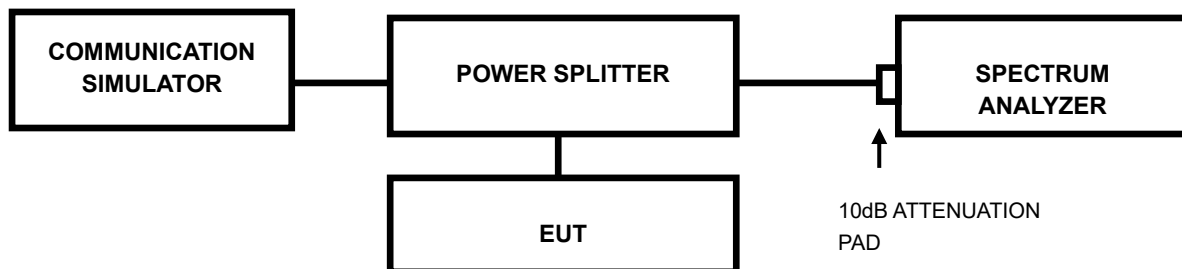 COMMUNICATION
SIMULATOR
POWER SPLITTER
SPECTRUM
ANALYZER
EUT
10dB ATTENUATION
PAD